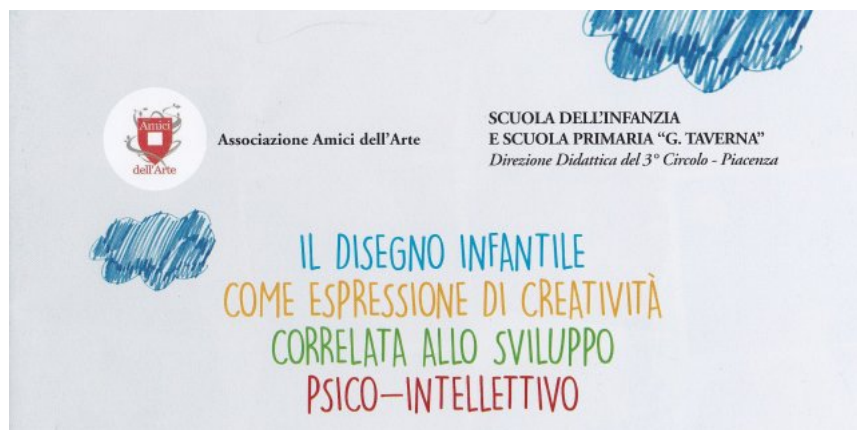 Amici
dell'Arte
Associazione Amici dell'Arte
SCUOLA DELL'INFANZIA
E SCUOLA PRIMARIA “G. TAVERNA”
Direzione Didattica del 3° Circolo - Piacenza
IL DISEGNO INFANTILE
COME ESPRESSIONE DI CREATIVITÀ
CORRELATA ALLO SVILUPPO
PSICO-INTELLETTIVO